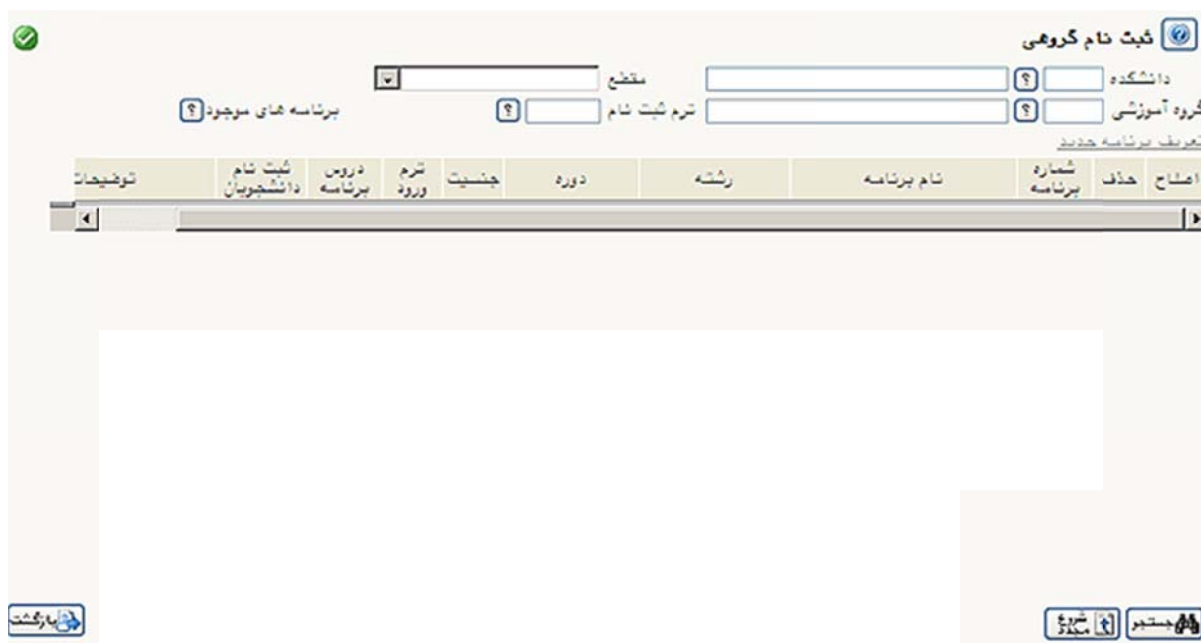 ثبت نام گروهی
دانشکده ? مقطع
گروه آموزشی ? ترم ثبت نام ? برنامه های موجود ?
تعریف برنامه جدید
اصلاح حذف شماره برنامه نام برنامه رشته دوره جنسیت ترم ورود دروس برنامه ثبت نام دانشجویان توضیحات
جستجو شروع مجدد بازگشت